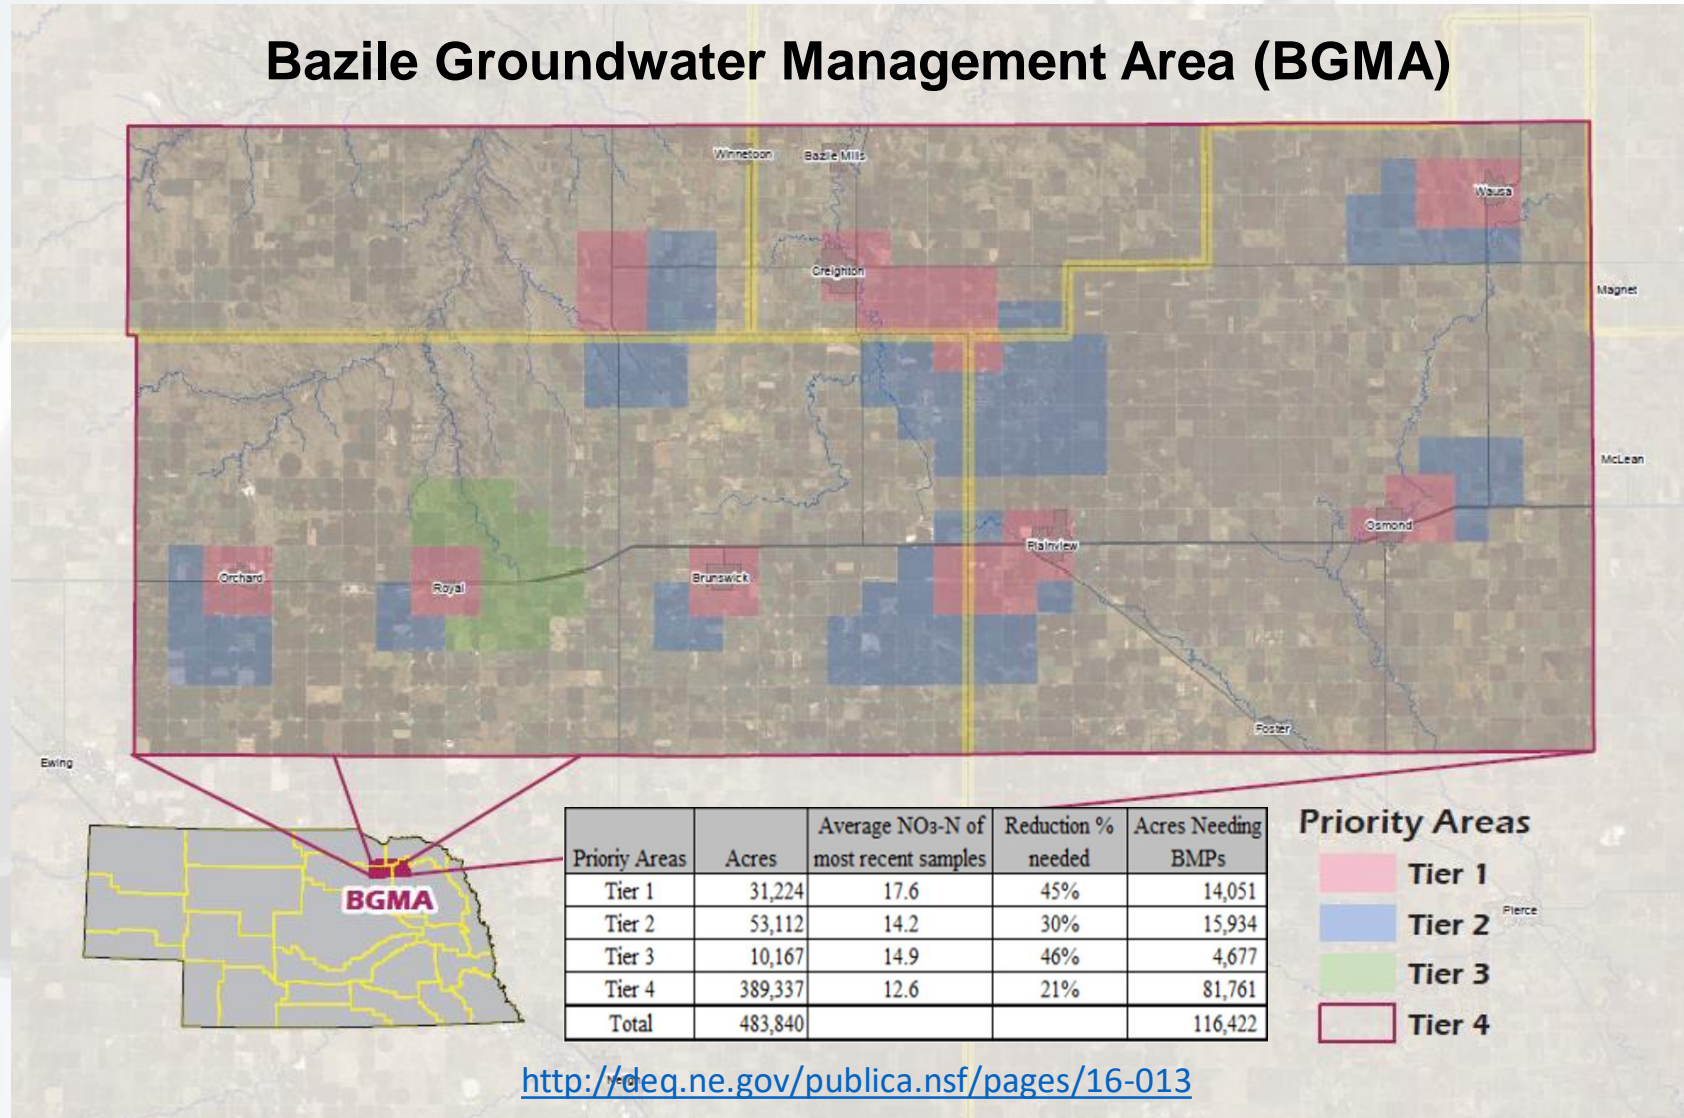 Bazile Groundwater Management Area (BGMA)
Winnetoon
Bazile Mills
Wausa
Creighton
Magnet
McLean
Osmond
Plainview
Orchard
Royal
Brunswick
Foster
Ewing
BGMA
Prioriy Areas Acres Average NO3-N of most recent samples Reduction % needed Acres Needing BMPs
Tier 1 31,224 17.6 45% 14,051
Tier 2 53,112 14.2 30% 15,934
Tier 3 10,167 14.9 46% 4,677
Tier 4 389,337 12.6 21% 81,761
Total 483,840 116,422
Priority Areas
Tier 1
Tier 2
Tier 3
Tier 4
Pierce
http://deq.ne.gov/publica.nsf/pages/16-013